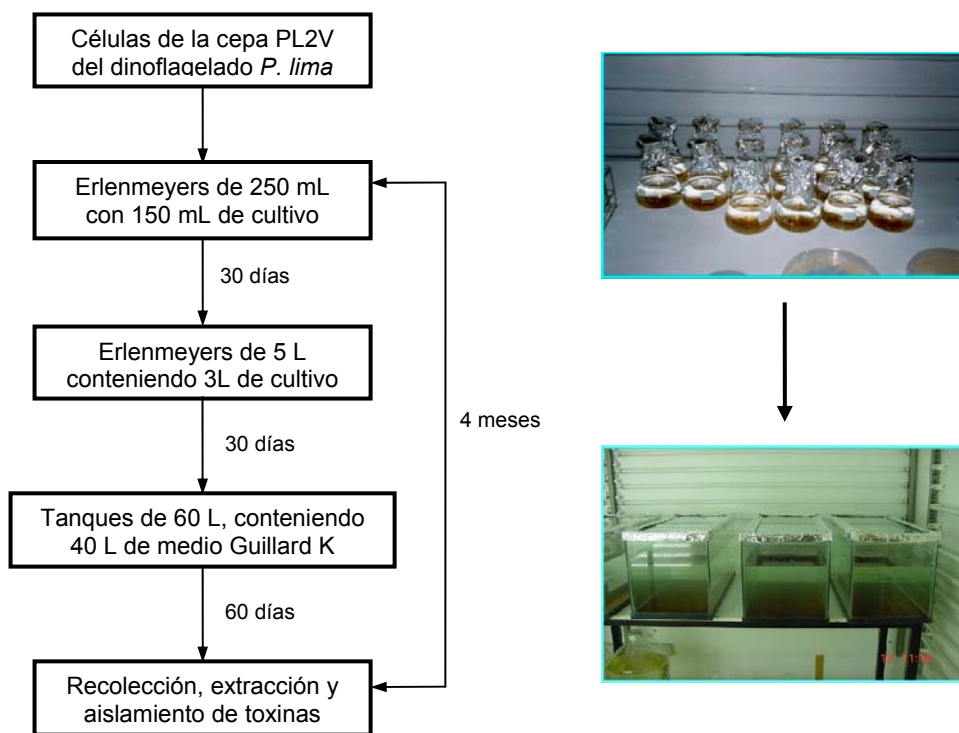 Células de la cepa PL2V
del dinoflagelado P. lima
Erlenmeyers de 250 mL
con 150 mL de cultivo
30 días
Erlenmeyers de 5 L
conteniendo 3L de cultivo
30 días
4 meses
Tanques de 60 L, conteniendo
40 L de medio Guillard K
60 días
Recolección, extracción y
aislamiento de toxinas